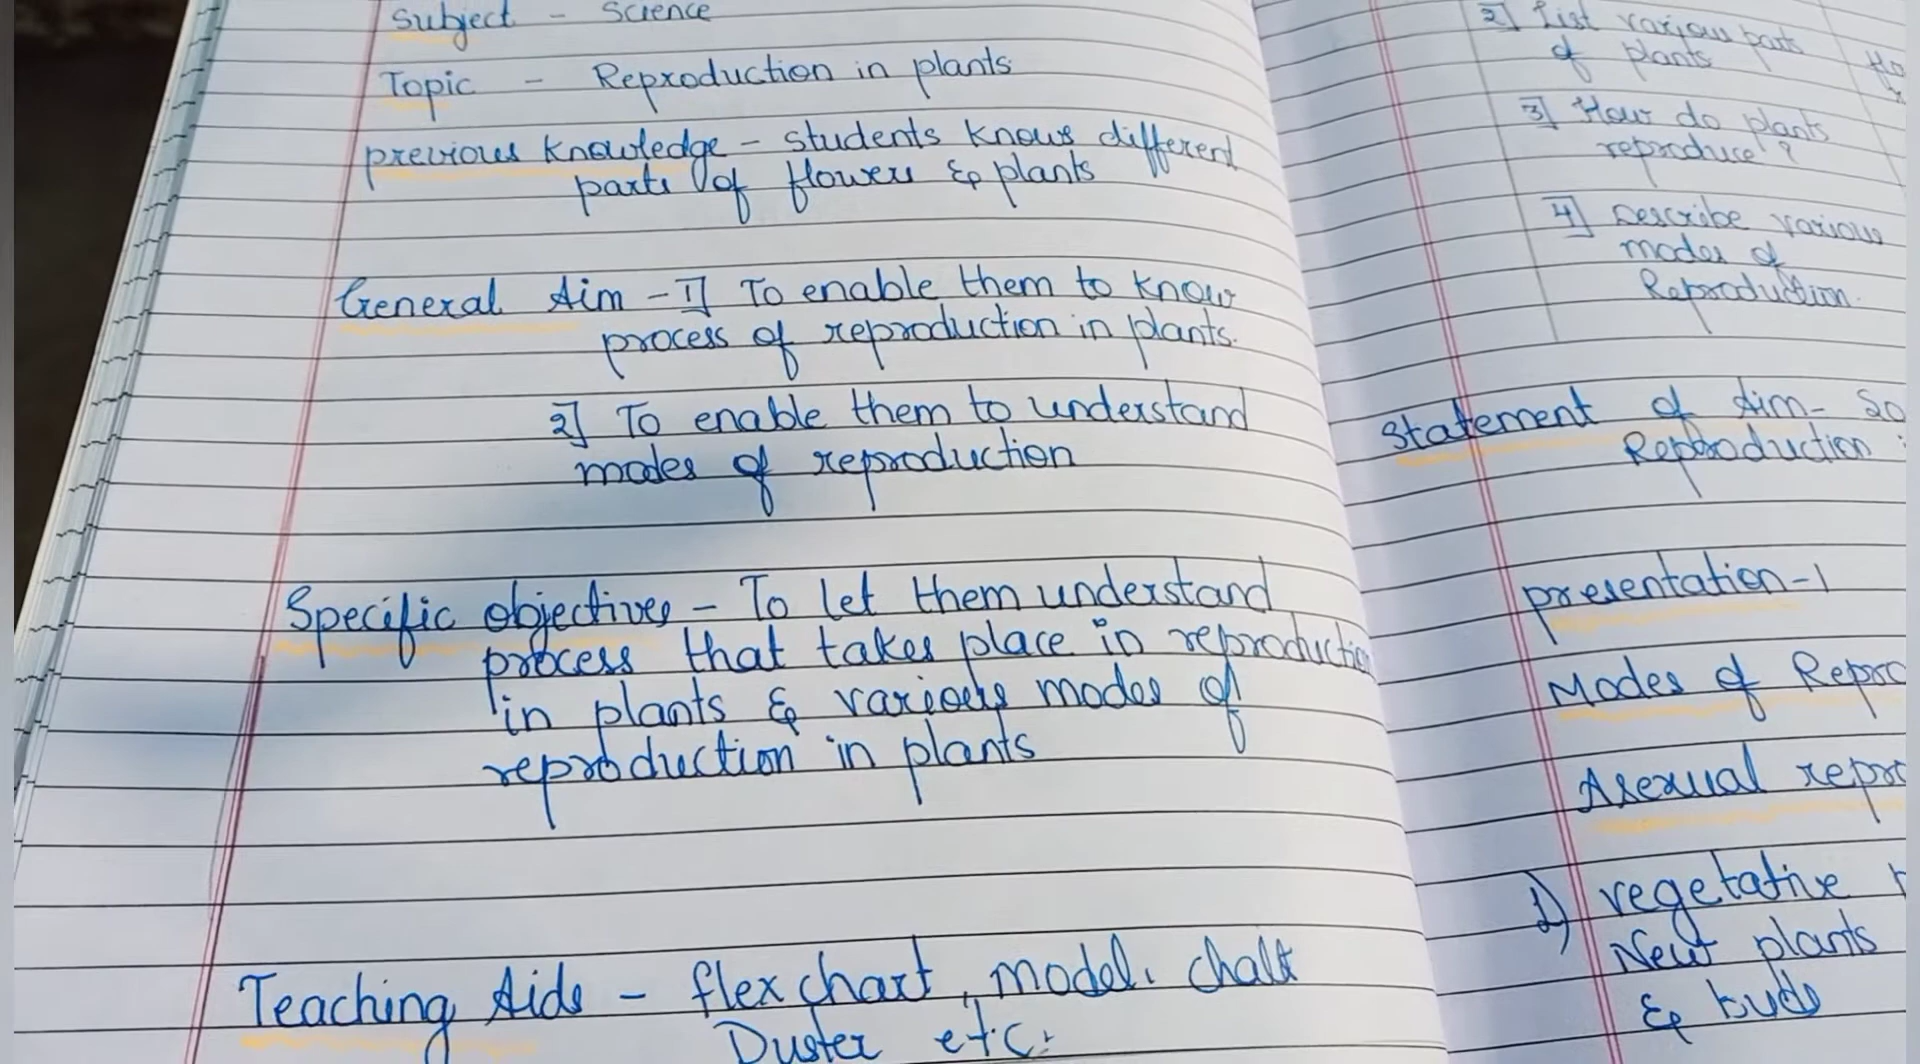 Subject - Science
Topic - Reproduction in plants
previous knowledge - students knows different
parts of flowers & plants
General Aim - 1] To enable them to know
process of reproduction in plants.
2] To enable them to understand
modes of reproduction
Specific objectives - To let them understand
process that takes place in reproduction
in plants & various modes of
reproduction in plants
Teaching Aids - flex chart, model, chalk
Duster etc.
2] List various parts
of plants
3] How do plants
reproduce?
4] Describe various
modes of
Reproduction.
Statement of Aim - So
Reproduction
presentation-1
Modes of Repro
Asexual repro
1) vegetative
New plants
& buds